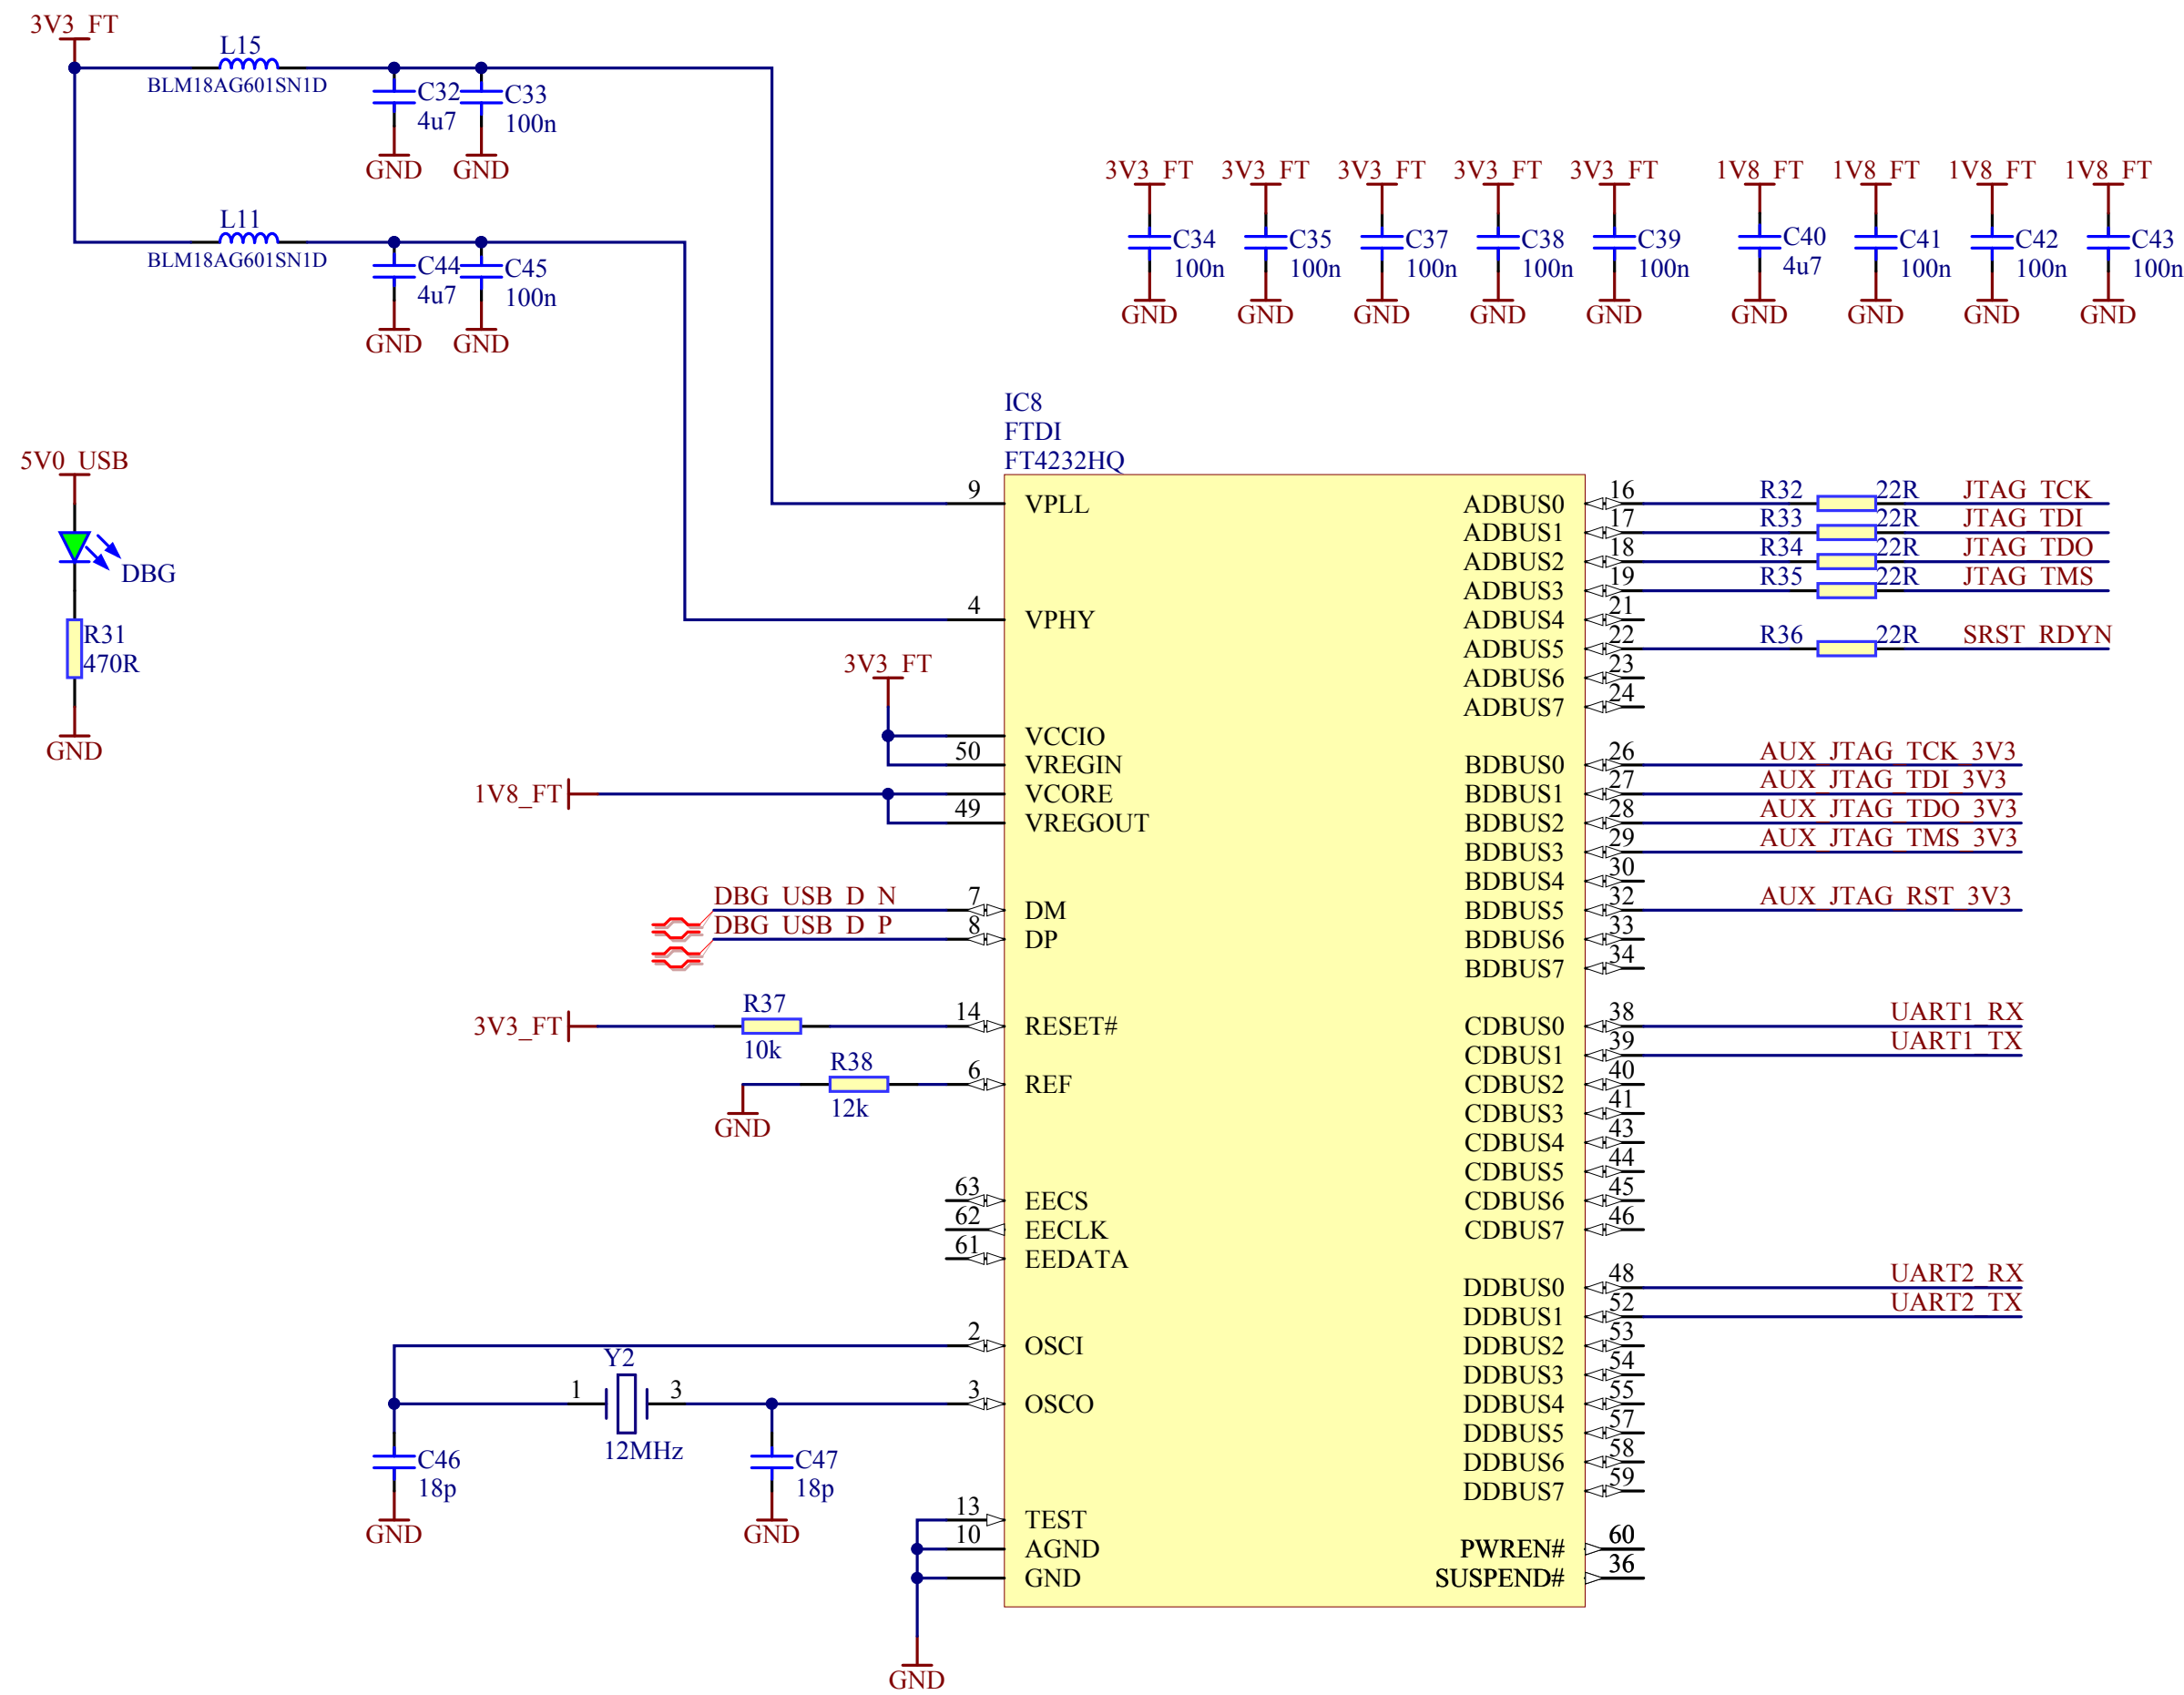 3V3_FT
L15
BLM18AG601SN1D
C32
4u7
C33
100n
GND
GND
L11
BLM18AG601SN1D
C44
4u7
C45
100n
GND
GND
3V3_FT
3V3_FT
3V3_FT
3V3_FT
3V3_FT
1V8_FT
1V8_FT
1V8_FT
1V8_FT
C34
100n
C35
100n
C37
100n
C38
100n
C39
100n
C40
4u7
C41
100n
C42
100n
C43
100n
GND
GND
GND
GND
GND
GND
GND
GND
GND
5V0_USB
DBG
R31
470R
GND
IC8
FTDI
FT4232HQ
9 VPLL
4 VPHY
3V3_FT
VCCIO
50 VREGIN
1V8_FT
VCORE
49 VREGOUT
DBG_USB_D_N 7 DM
DBG_USB_D_P 8 DP
3V3_FT
R37
10k
14 RESET#
R38
12k
6 REF
GND
63 EECS
62 EECLK
61 EEDATA
2 OSCI
Y2
1
3
12MHz
3 OSCO
C46
18p
GND
C47
18p
GND
13 TEST
10 AGND
GND
GND
ADBUS0 16 R32 22R JTAG_TCK
ADBUS1 17 R33 22R JTAG_TDI
ADBUS2 18 R34 22R JTAG_TDO
ADBUS3 19 R35 22R JTAG_TMS
ADBUS4 21
ADBUS5 22 R36 22R SRST_RDYN
ADBUS6 23
ADBUS7 24
BDBUS0 26 AUX_JTAG_TCK_3V3
BDBUS1 27 AUX_JTAG_TDI_3V3
BDBUS2 28 AUX_JTAG_TDO_3V3
BDBUS3 29 AUX_JTAG_TMS_3V3
BDBUS4 30
BDBUS5 32 AUX_JTAG_RST_3V3
BDBUS6 33
BDBUS7 34
CDBUS0 38 UART1_RX
CDBUS1 39 UART1_TX
CDBUS2 40
CDBUS3 41
CDBUS4 43
CDBUS5 44
CDBUS6 45
CDBUS7 46
DDBUS0 48 UART2_RX
DDBUS1 52 UART2_TX
DDBUS2 53
DDBUS3 54
DDBUS4 55
DDBUS5 57
DDBUS6 58
DDBUS7 59
PWREN# 60
SUSPEND# 36